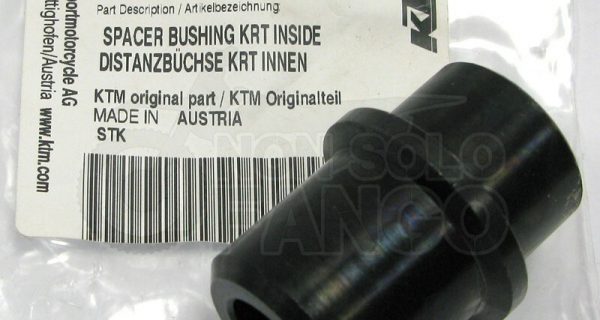 Part Description / Artikelbezeichnung:
SPACER BUSHING KRT INSIDE
DISTANZBÜCHSE KRT INNEN
KTM original part / KTM Originalteil
MADE IN AUSTRIA
STK
portmotorcycle AG
ttighofen/Austria
www.ktm.com
KTM
NON SOLO
FANGO